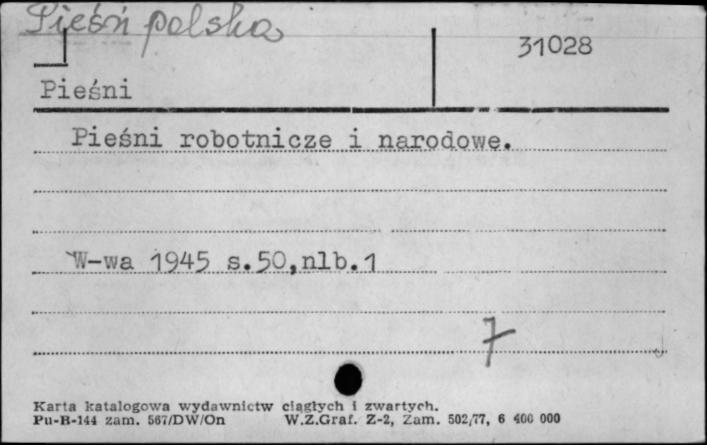 Pieśń polska
31028
Pieśni
Pieśni robotnicze i narodowe.
W-wa 1945 s.50,nlb.1
7
Karta katalogowa wydawnictw ciągłych i zwartych.
Pu-B-144 zam. 567/DW/On W.Z.Graf. Z-2, Zam. 502/77, 6 400 000